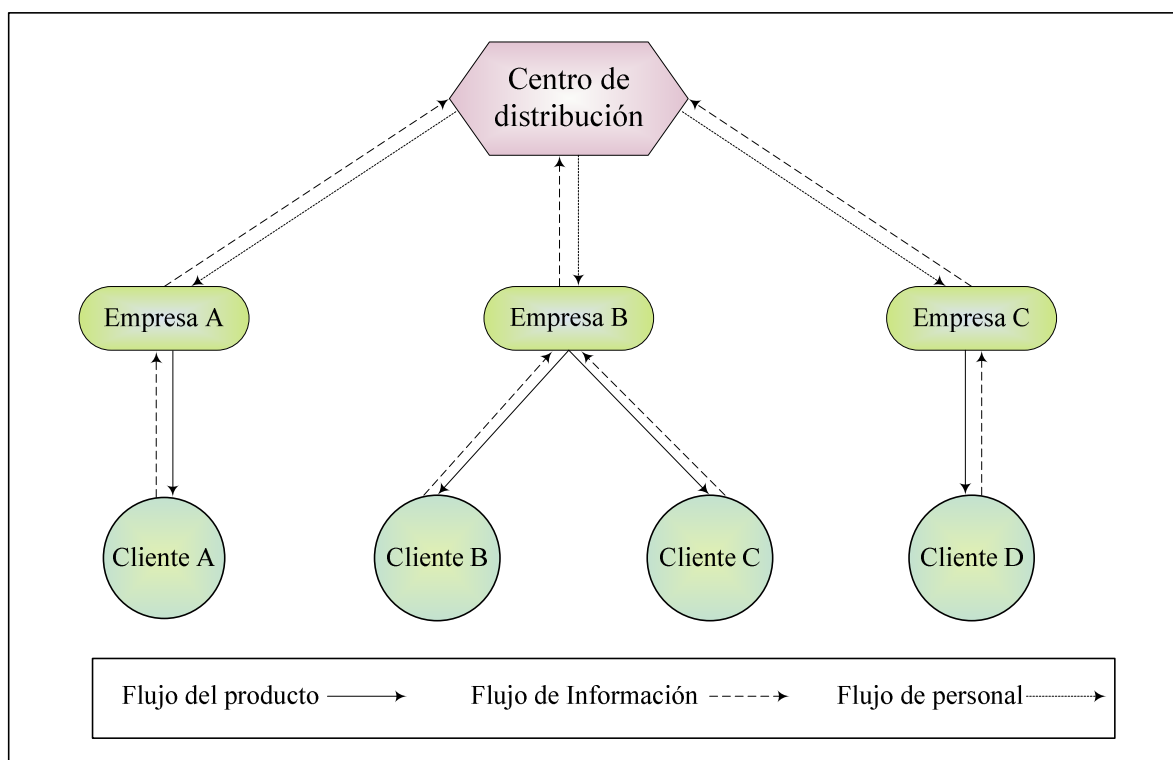 Centro de
distribución
Empresa A
Empresa B
Empresa C
Cliente A
Cliente B
Cliente C
Cliente D
Flujo del producto
Flujo de Información
Flujo de personal